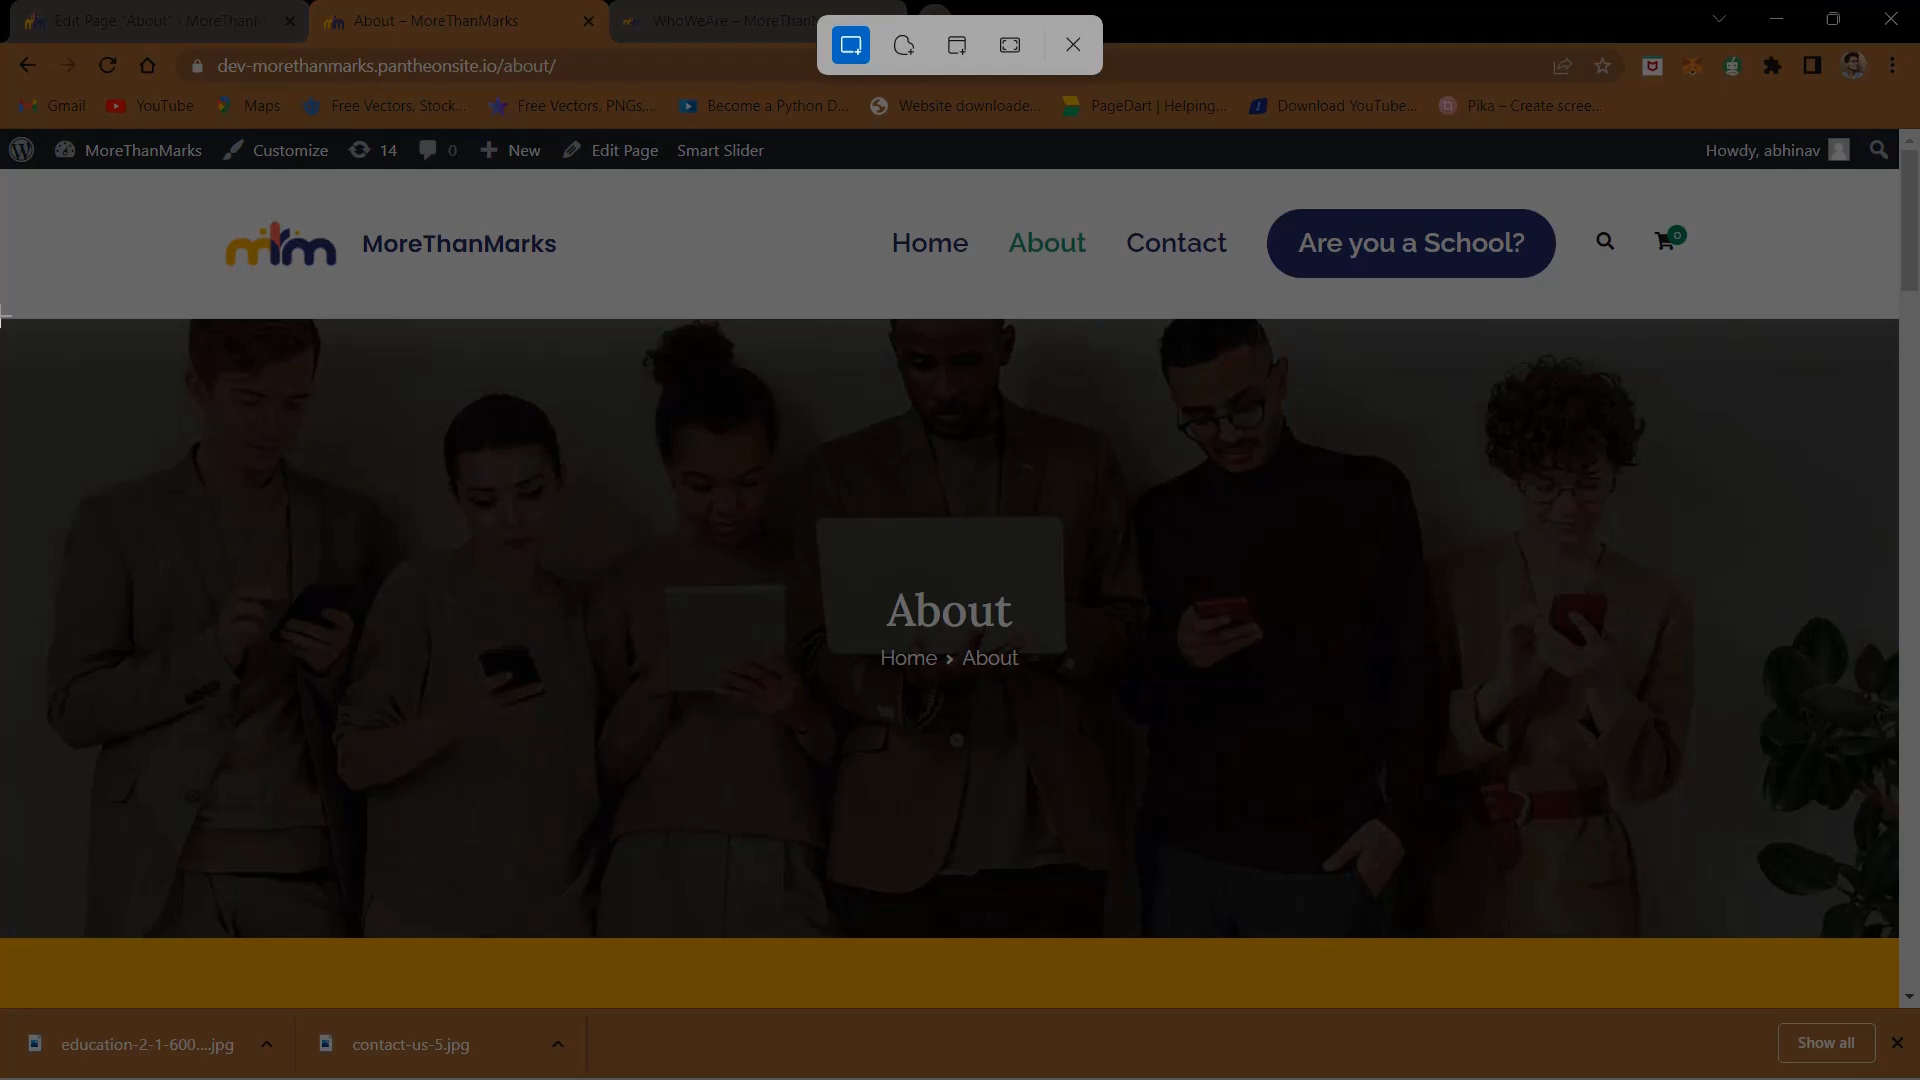 Edit Page "About" ‹ MoreThanM
About – MoreThanMarks
WhoWeAre – MoreThanM
dev-morethanmarks.pantheonsite.io/about/
Gmail
YouTube
Maps
Free Vectors, Stock...
Free Vectors, PNGs,...
Become a Python D...
Website downloade...
PageDart | Helping...
Download YouTube...
Pika – Create scree...
MoreThanMarks
Customize
14
0
New
Edit Page
Smart Slider
Howdy, abhinav
mtm MoreThanMarks
Home
About
Contact
Are you a School?
0
About
Home › About
education-2-1-600....jpg
contact-us-5.jpg
Show all